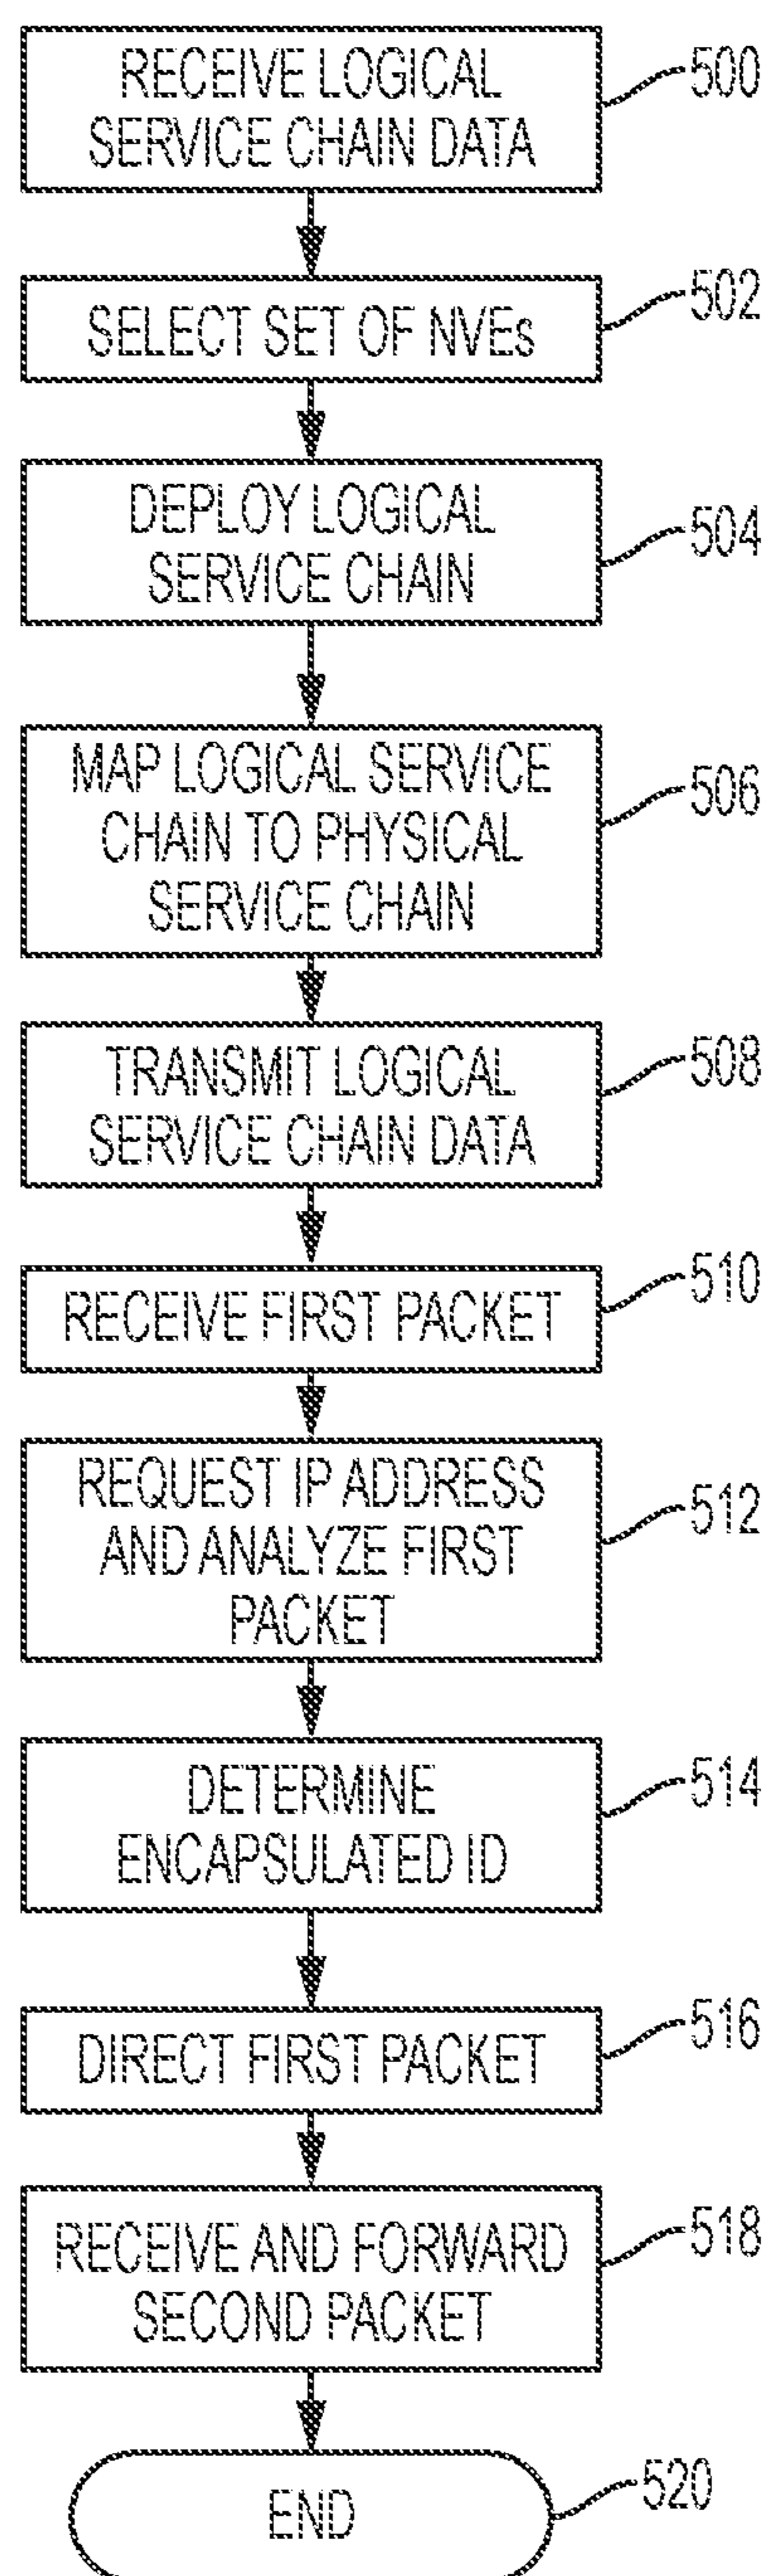 RECEIVE LOGICAL
SERVICE CHAIN DATA
500
SELECT SET OF NVEs
502
DEPLOY LOGICAL
SERVICE CHAIN
504
MAP LOGICAL SERVICE
CHAIN TO PHYSICAL
SERVICE CHAIN
506
TRANSMIT LOGICAL
SERVICE CHAIN DATA
508
RECEIVE FIRST PACKET
510
REQUEST IP ADDRESS
AND ANALYZE FIRST
PACKET
512
DETERMINE
ENCAPSULATED ID
514
DIRECT FIRST PACKET
516
RECEIVE AND FORWARD
SECOND PACKET
518
END
520